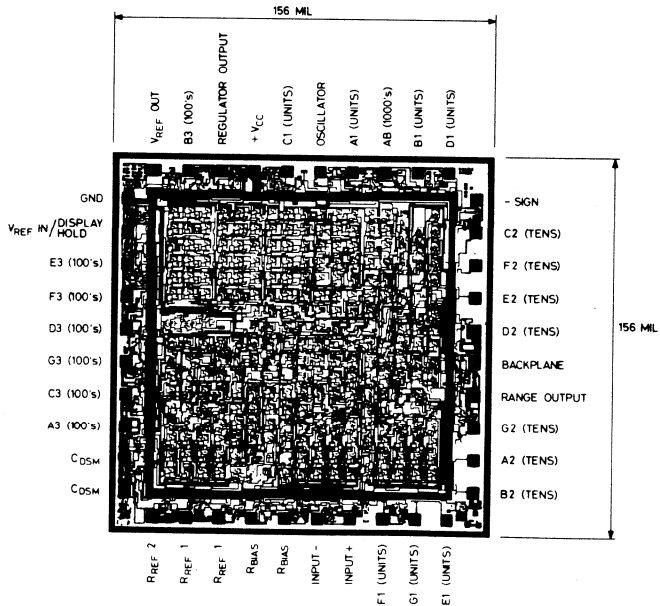 156 MIL
VREF OUT
B3 (100's)
REGULATOR OUTPUT
+ VCC
C1 (UNITS)
OSCILLATOR
A1 (UNITS)
AB (1000's)
B1 (UNITS)
D1 (UNITS)
GND
VREF IN/DISPLAY
HOLD
E3 (100's)
F3 (100's)
D3 (100's)
G3 (100's)
C3 (100's)
A3 (100's)
CDSM
CDSM
- SIGN
C2 (TENS)
F2 (TENS)
E2 (TENS)
D2 (TENS)
BACKPLANE
RANGE OUTPUT
G2 (TENS)
A2 (TENS)
B2 (TENS)
156 MIL
RREF 2
RREF 1
RREF 1
RBIAS
RBIAS
INPUT-
INPUT+
F1 (UNITS)
G1 (UNITS)
E1 (UNITS)